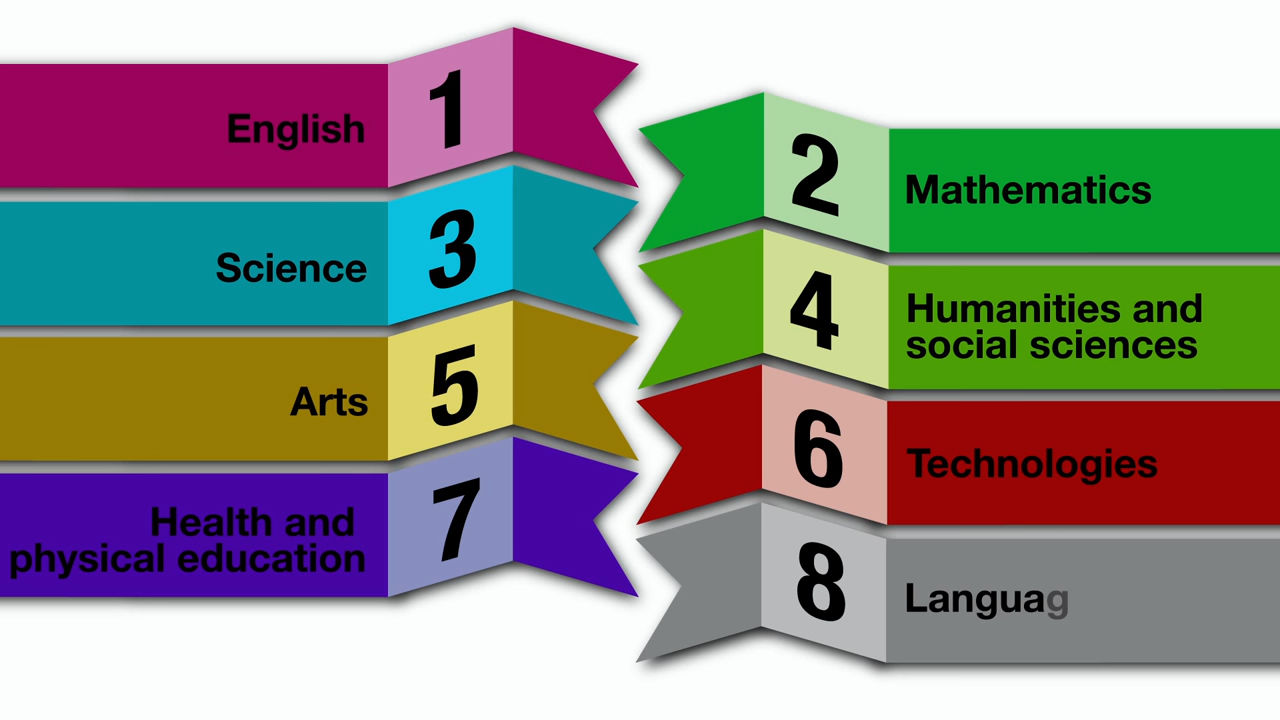 1
English
2
Mathematics
3
Science
4
Humanities and
social sciences
5
Arts
6
Technologies
7
Health and
physical education
8
Languag